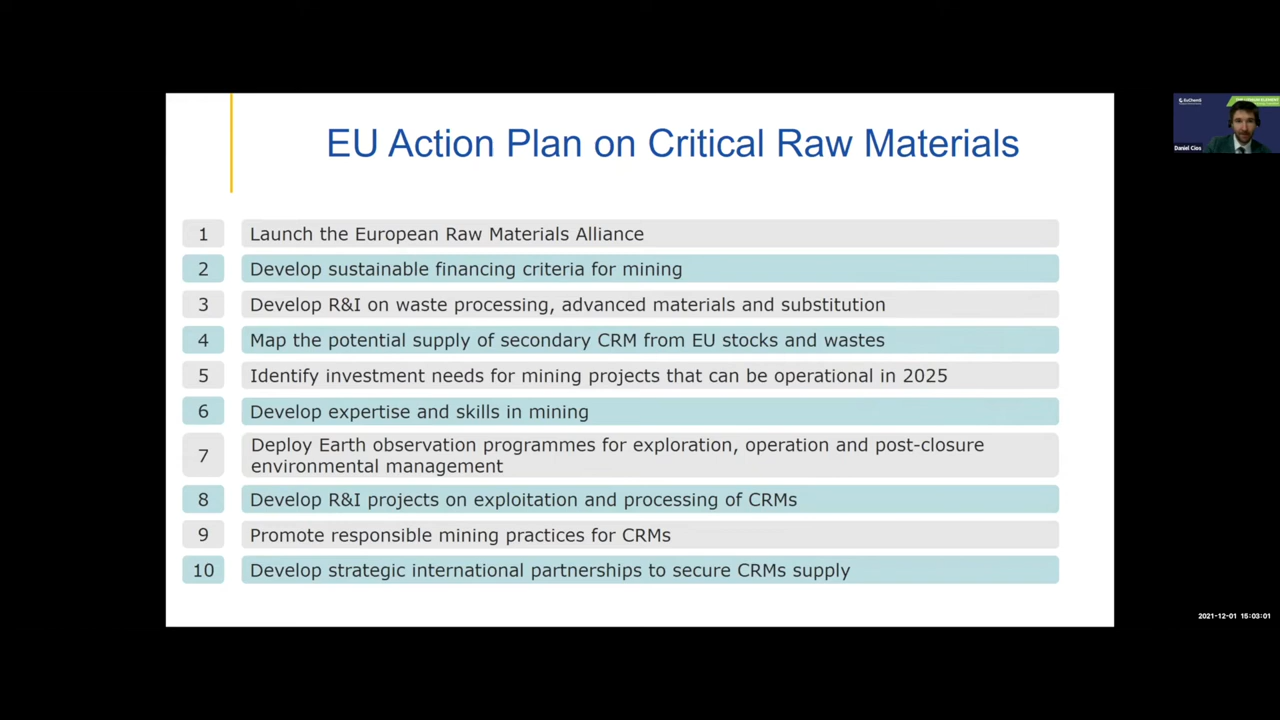 EU Action Plan on Critical Raw Materials
1 Launch the European Raw Materials Alliance
2 Develop sustainable financing criteria for mining
3 Develop R&I on waste processing, advanced materials and substitution
4 Map the potential supply of secondary CRM from EU stocks and wastes
5 Identify investment needs for mining projects that can be operational in 2025
6 Develop expertise and skills in mining
7 Deploy Earth observation programmes for exploration, operation and post-closure
environmental management
8 Develop R&I projects on exploitation and processing of CRMs
9 Promote responsible mining practices for CRMs
10 Develop strategic international partnerships to secure CRMs supply
EuChemS
Daniel Cios
2021-12-01 15:03:01